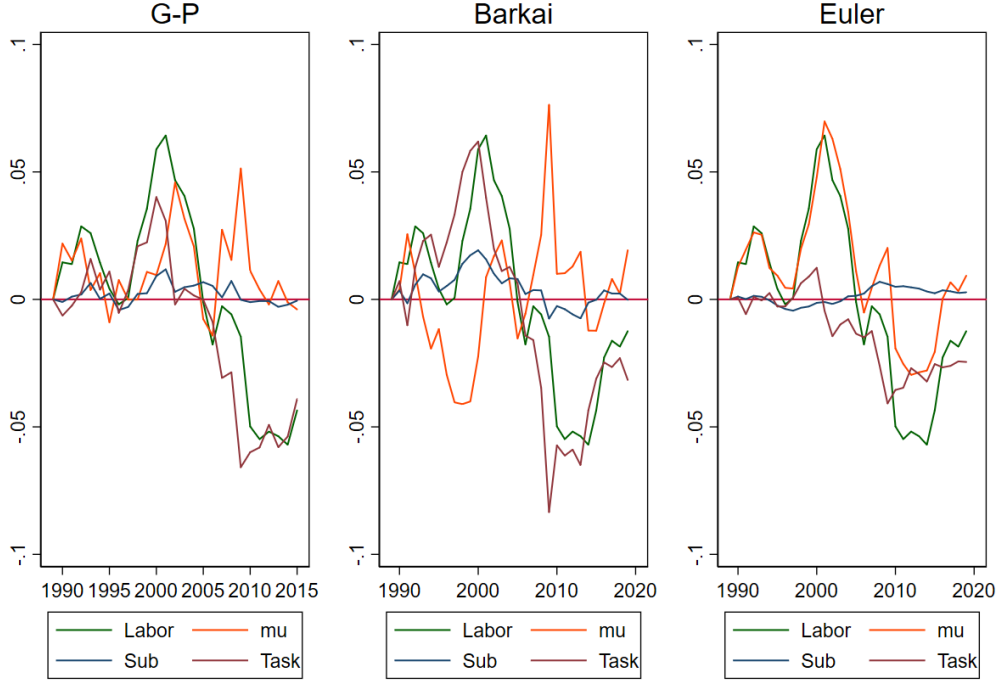 G-P
.1
.05
0
-.05
-.1
1990 1995 2000 2005 2010 2015
Labor mu
Sub Task
Barkai
.1
.05
0
-.05
-.1
1990 2000 2010 2020
Labor mu
Sub Task
Euler
.1
.05
0
-.05
-.1
1990 2000 2010 2020
Labor mu
Sub Task